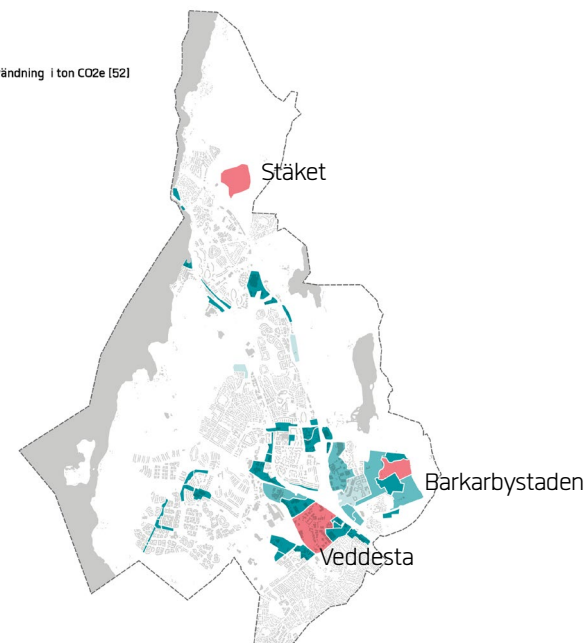 ändning i ton CO2e [52]
Stäket
Barkarbystaden
Veddesta